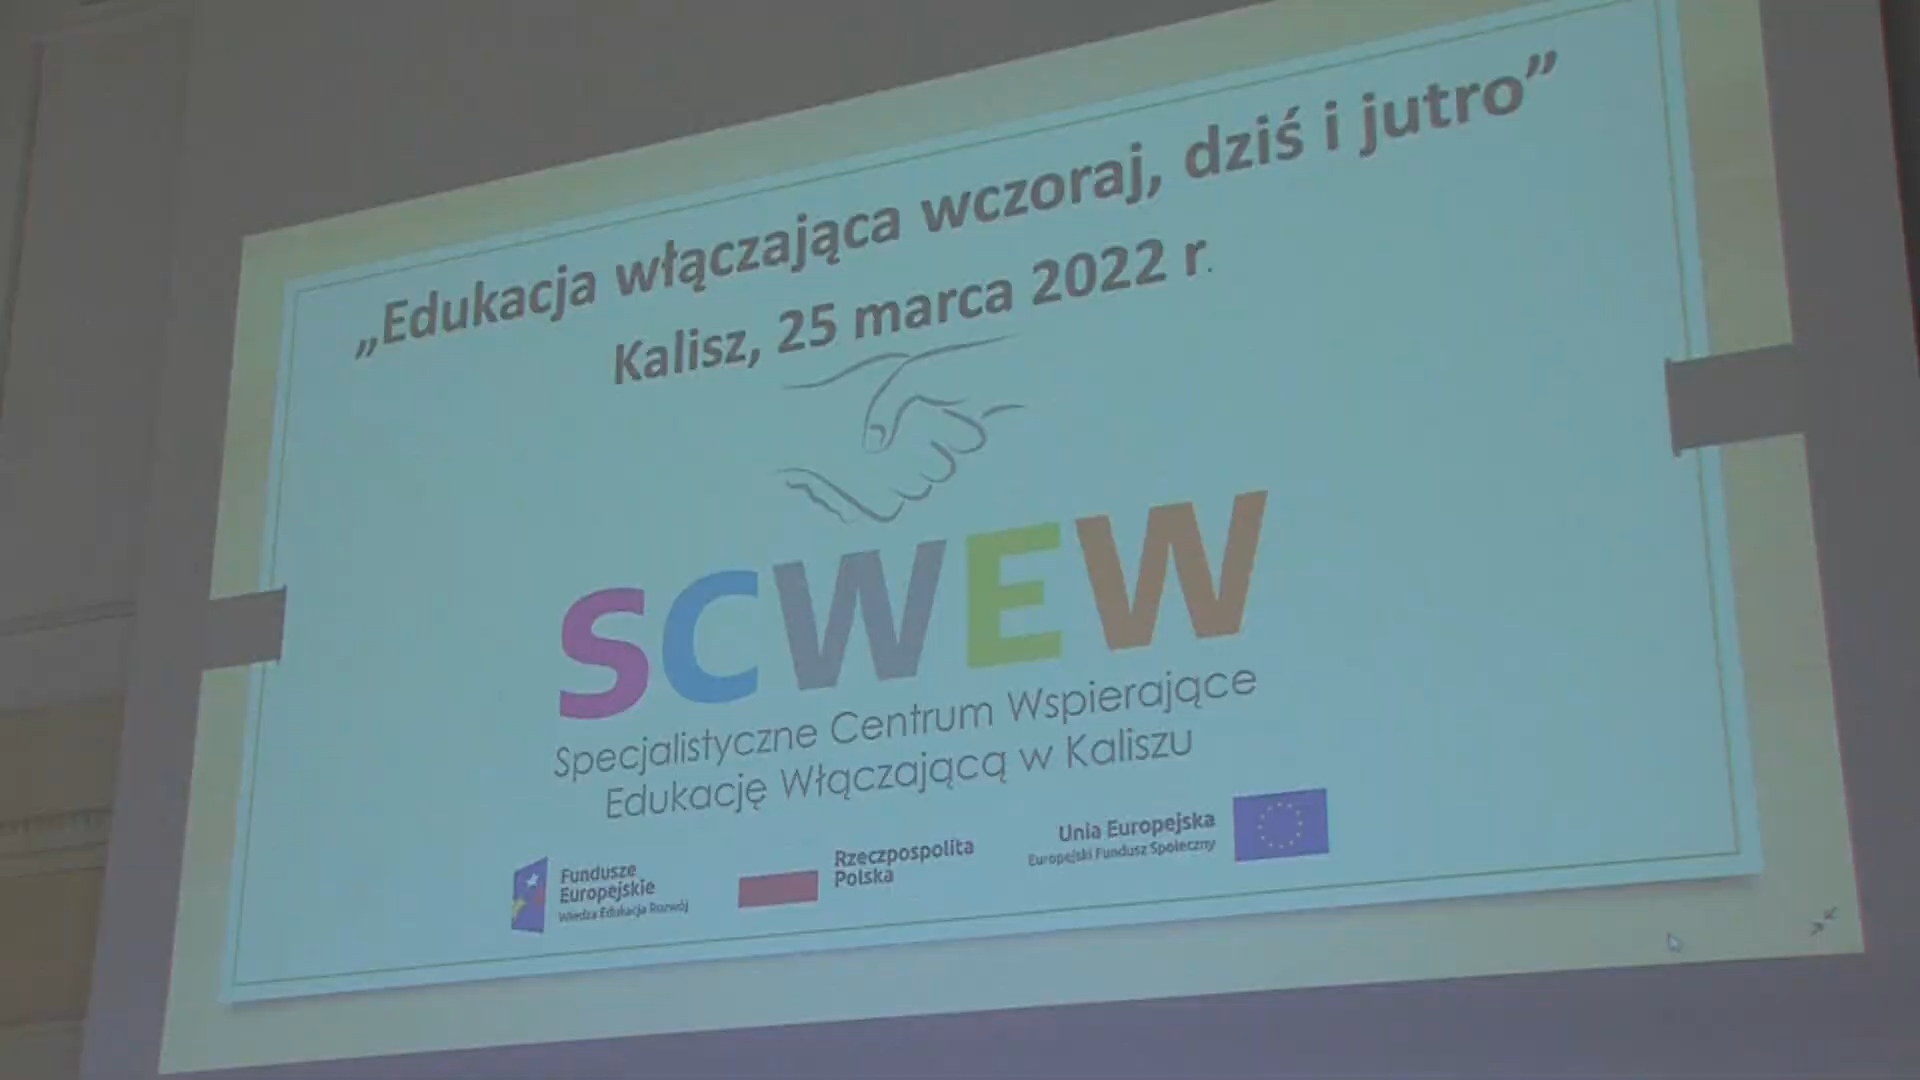 „Edukacja włączająca wczoraj, dziś i jutro”
Kalisz, 25 marca 2022 r.
SCWEW
Specjalistyczne Centrum Wspierające
Edukację Włączającą w Kaliszu
Fundusze
Europejskie
Wiedza Edukacja Rozwój
Rzeczpospolita
Polska
Unia Europejska
Europejski Fundusz Społeczny